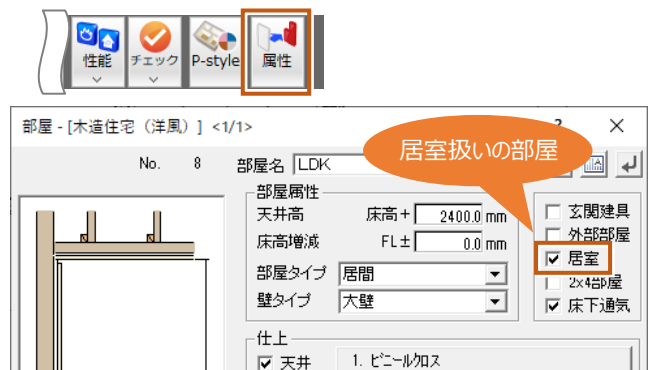 性能
チェック
P-style
属性
部屋 - [木造住宅（洋風）] <1/1>
?
×
居室扱いの部屋
No. 8
部屋名 LDK
部屋属性
天井高 床高+ 2400.0 mm
床高増減 FL± 0.0 mm
部屋タイプ 居間
壁タイプ 大壁
玄関建具
外部部屋
居室
2x4部屋
床下通気
仕上
天井 1. ビニールクロス